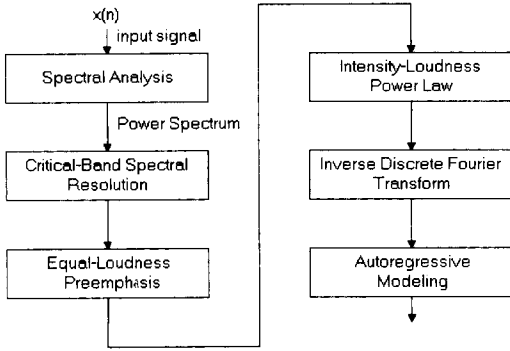 x(n)
input signal
Spectral Analysis
Power Spectrum
Critical-Band Spectral
Resolution
Equal-Loudness
Preemphasis
Intensity-Loudness
Power Law
Inverse Discrete Fourier
Transform
Autoregressive
Modeling